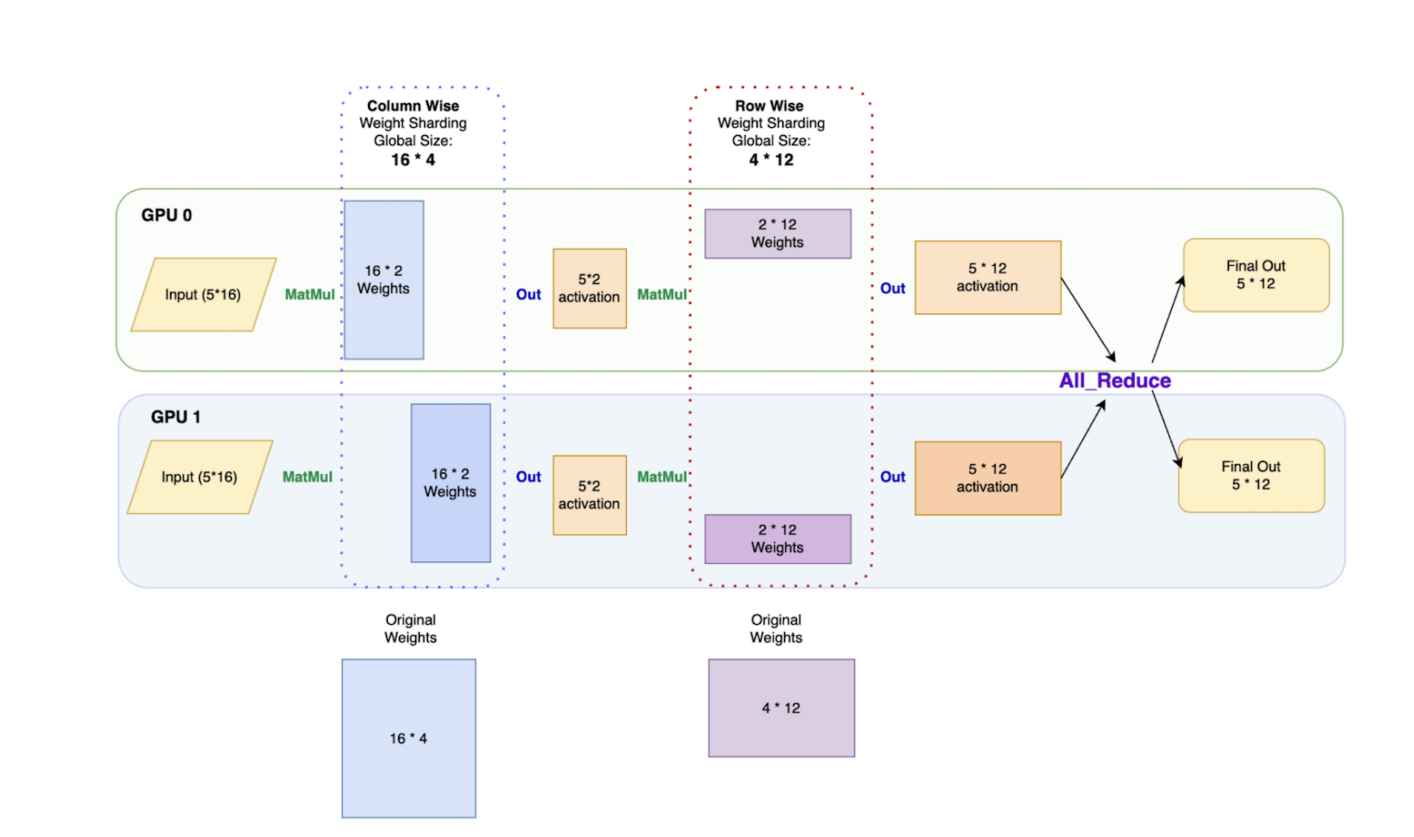 Column Wise
Weight Sharding
Global Size:
16 * 4
Row Wise
Weight Sharding
Global Size:
4 * 12
GPU 0
Input (5*16)
MatMul
16 * 2
Weights
Out
5*2
activation
MatMul
2 * 12
Weights
Out
5 * 12
activation
Final Out
5 * 12
All_Reduce
GPU 1
Input (5*16)
MatMul
16 * 2
Weights
Out
5*2
activation
MatMul
2 * 12
Weights
Out
5 * 12
activation
Final Out
5 * 12
Original
Weights
16 * 4
Original
Weights
4 * 12